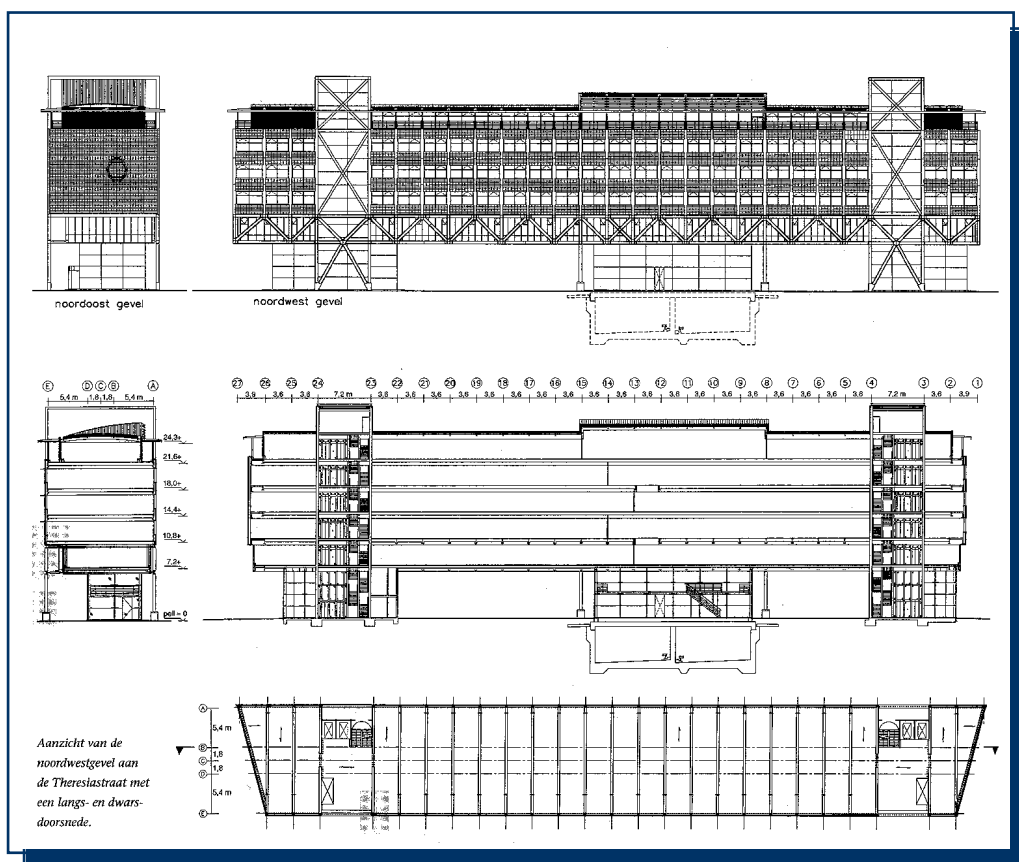 noordoost gevel
noordwest gevel
E D C B A
5,4 m 1,8 1,8 5,4 m
24,3+
21,6+
18,0+
14,4+
10,8+
7,2+
peil = 0
27 26 25 24 23 22 21 20 19 18 17 16 15 14 13 12 11 10 9 8 7 6 5 4 3 2 1
3,9 3,6 3,6 7,2 m 3,6 3,6 3,6 3,6 3,6 3,6 3,6 3,6 3,6 3,6 3,6 3,6 3,6 3,6 3,6 3,6 3,6 3,6 3,6 7,2 m 3,6 3,9
A
5,4 m
B
1,8
C
1,8
D
5,4 m
E
Aanzicht van de
noordwestgevel aan
de Theresiastraat met
een langs- en dwars-
doorsnede.